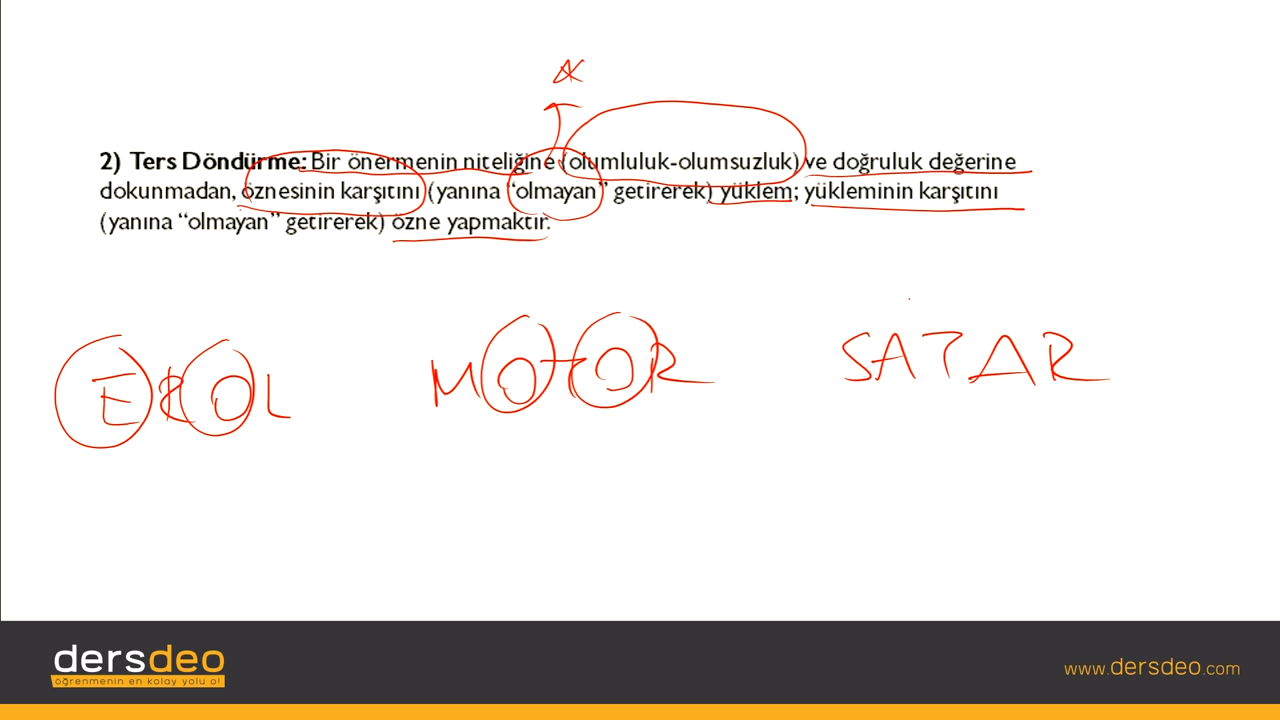 2) Ters Döndürme: Bir önermenin niteliğine (olumluluk-olumsuzluk) ve doğruluk değerine
dokunmadan, öznesinin karşıtını (yanına “olmayan” getirerek) yüklem; yükleminin karşıtını
(yanına “olmayan” getirerek) özne yapmaktır.
EROL MOTOR SATAR
dersdeo
öğrenmenin en kolay yolu o!
www.dersdeo.com